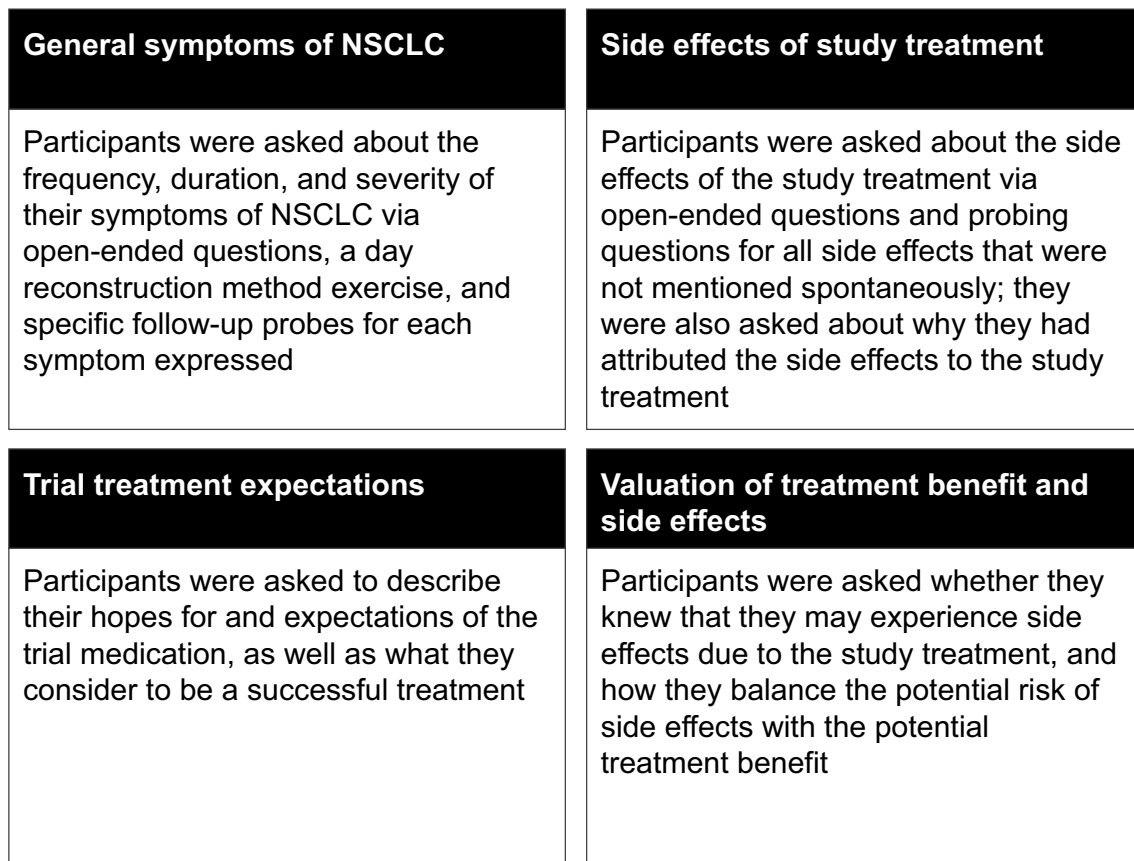 General symptoms of NSCLC
Participants were asked about the
frequency, duration, and severity of
their symptoms of NSCLC via
open-ended questions, a day
reconstruction method exercise, and
specific follow-up probes for each
symptom expressed
Side effects of study treatment
Participants were asked about the side
effects of the study treatment via
open-ended questions and probing
questions for all side effects that were
not mentioned spontaneously; they
were also asked about why they had
attributed the side effects to the study
treatment
Trial treatment expectations
Participants were asked to describe
their hopes for and expectations of the
trial medication, as well as what they
consider to be a successful treatment
Valuation of treatment benefit and
side effects
Participants were asked whether they
knew that they may experience side
effects due to the study treatment, and
how they balance the potential risk of
side effects with the potential
treatment benefit